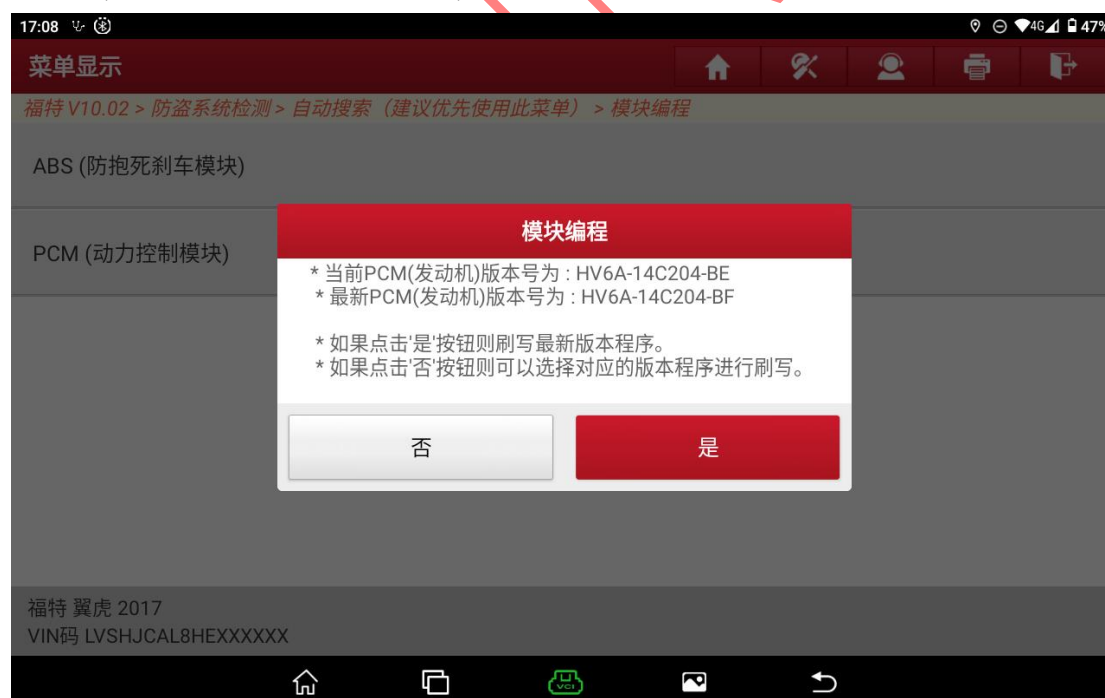 17:08
4G 47%
菜单显示
福特 V10.02 > 防盗系统检测 > 自动搜索（建议优先使用此菜单） > 模块编程
ABS (防抱死刹车模块)
PCM (动力控制模块)
模块编程
* 当前PCM(发动机)版本号为 : HV6A-14C204-BE
* 最新PCM(发动机)版本号为 : HV6A-14C204-BF
* 如果点击'是'按钮则刷写最新版本程序。
* 如果点击'否'按钮则可以选择对应的版本程序进行刷写。
否
是
福特 翼虎 2017
VIN码 LVSHJCAL8HEXXXXXX
VCI